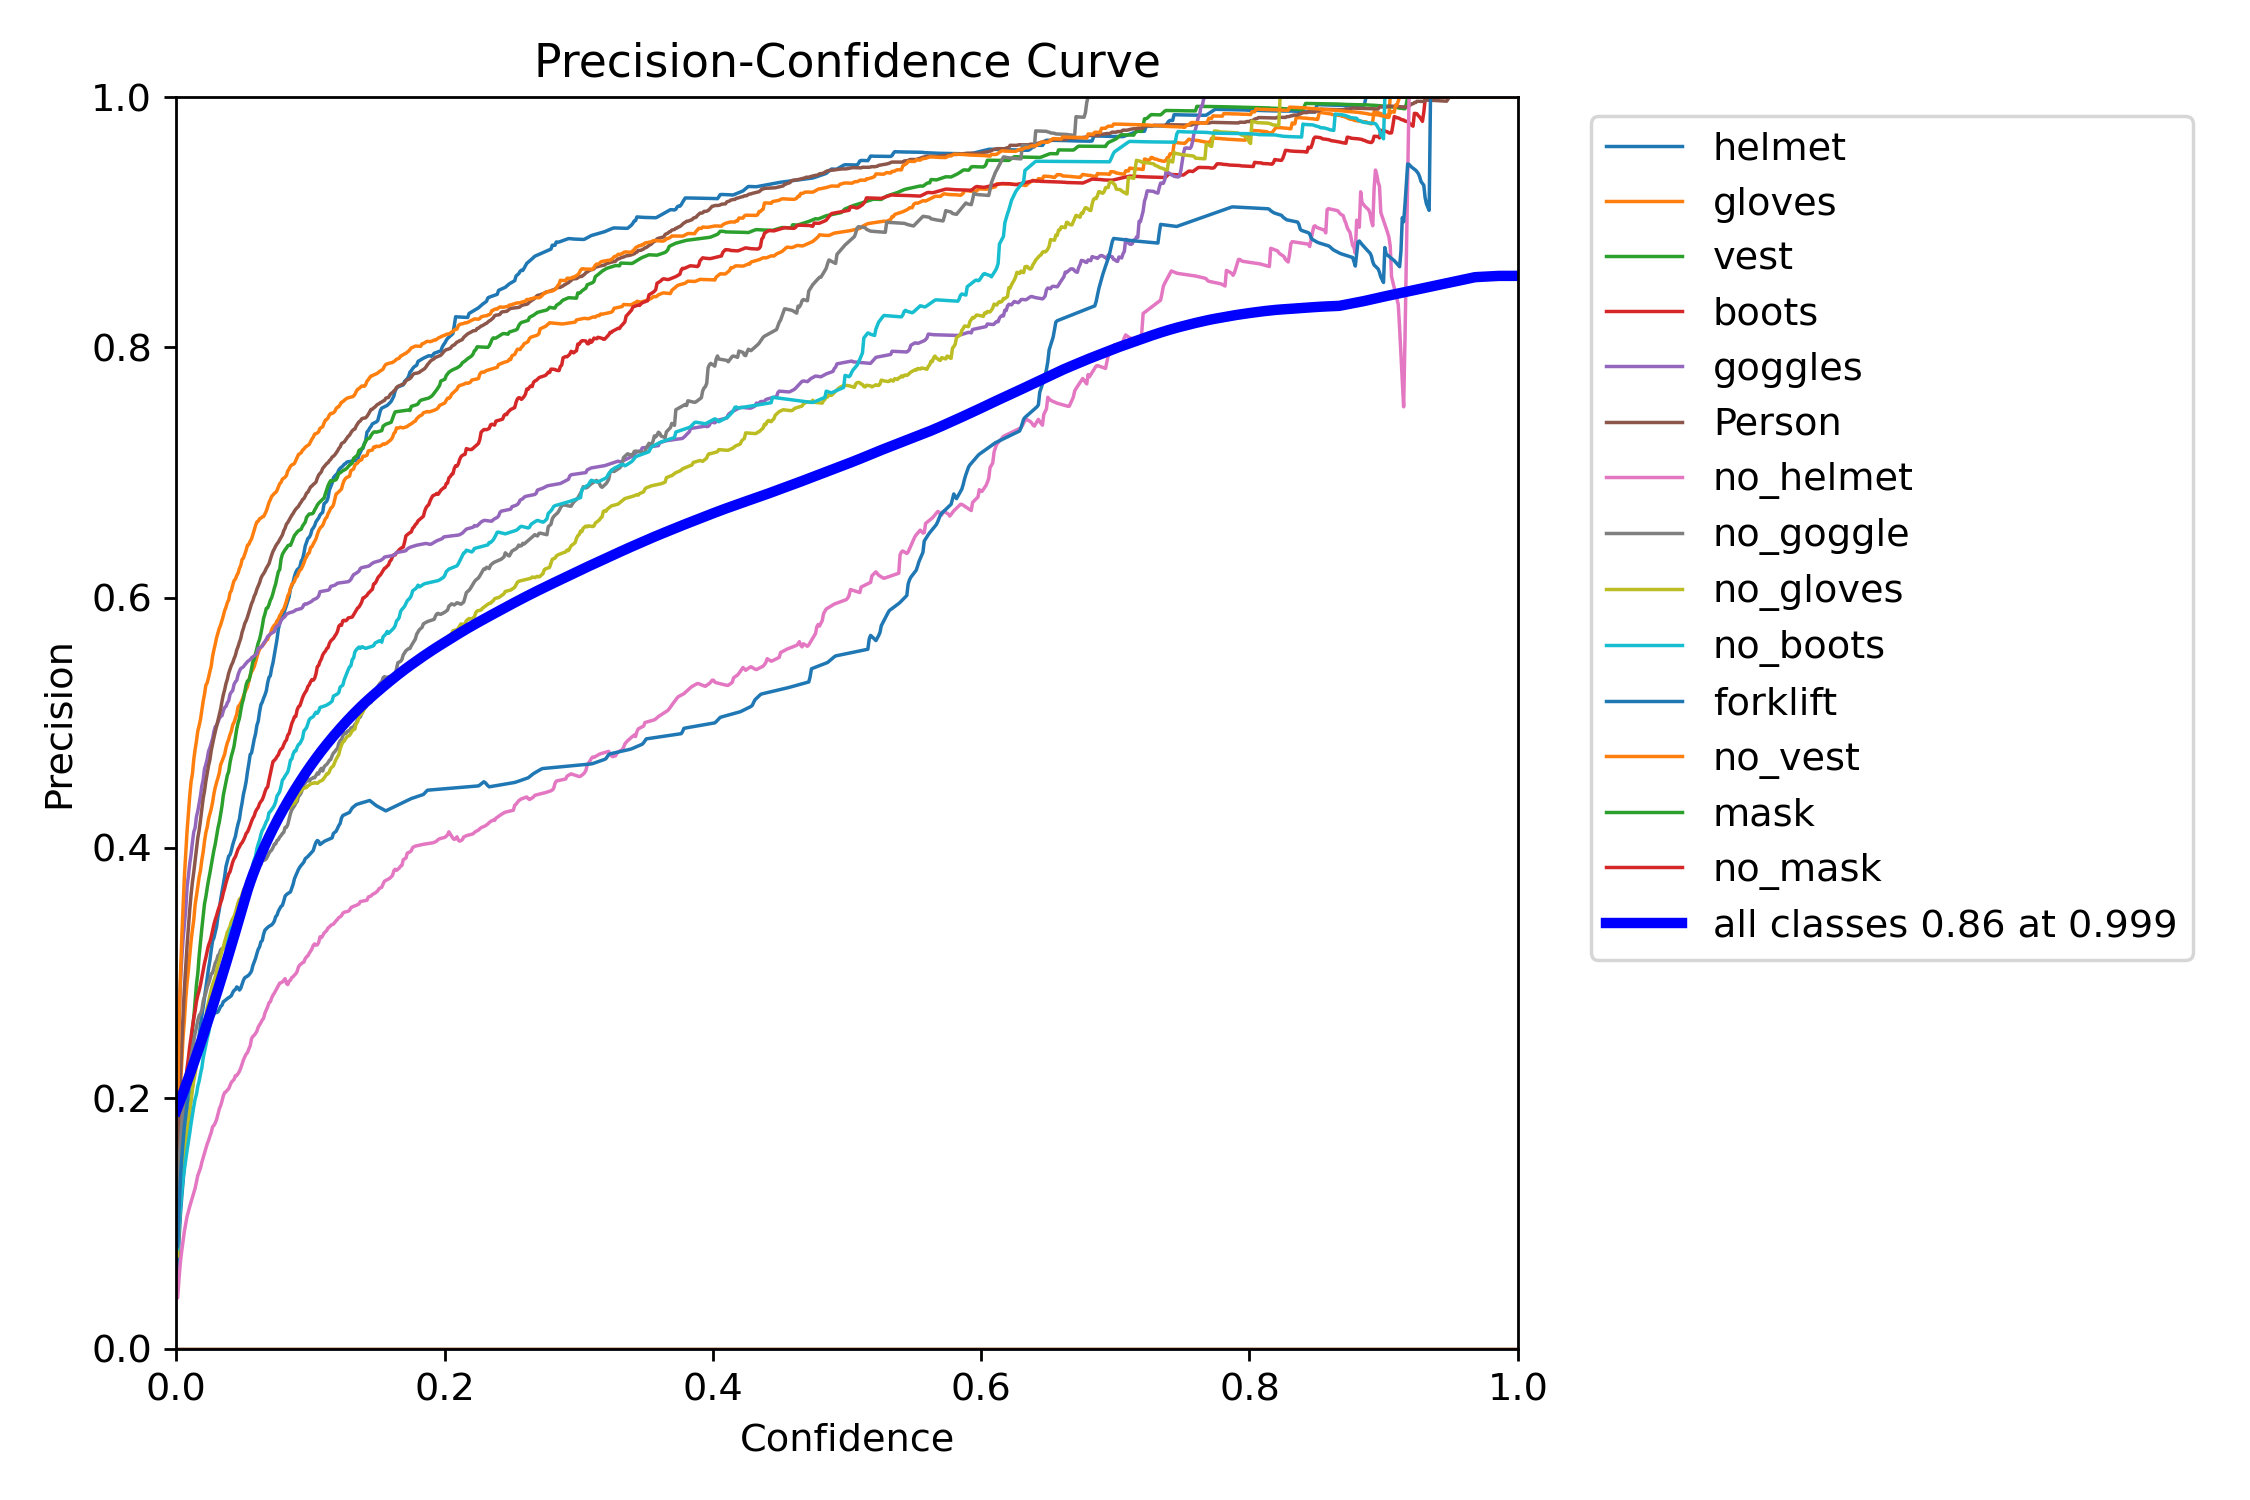 Precision-Confidence Curve
1.0
0.8
0.6
0.4
0.2
0.0
Precision
0.0 0.2 0.4 0.6 0.8 1.0
Confidence
helmet
gloves
vest
boots
goggles
Person
no_helmet
no_goggle
no_gloves
no_boots
forklift
no_vest
mask
no_mask
all classes 0.86 at 0.999